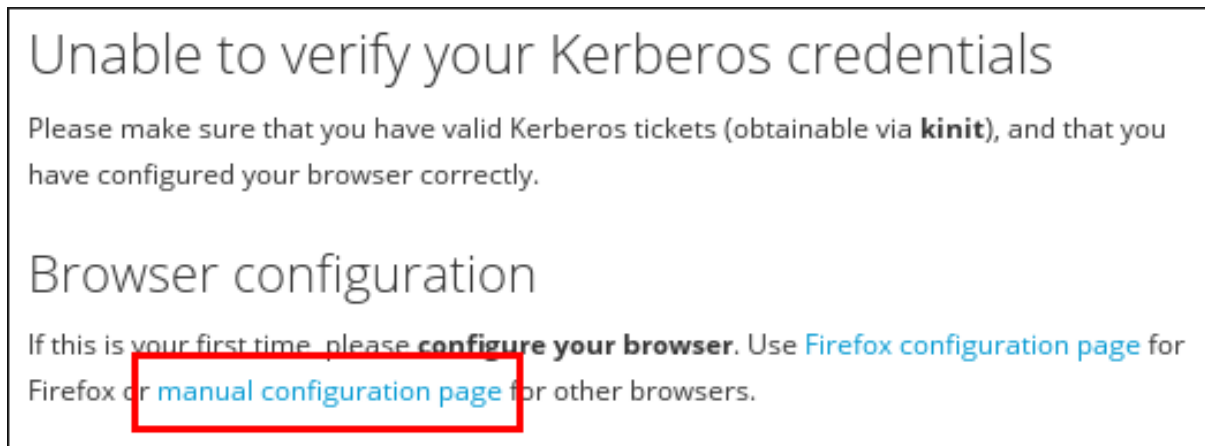 Unable to verify your Kerberos credentials
Please make sure that you have valid Kerberos tickets (obtainable via kinit), and that you
have configured your browser correctly.
Browser configuration
If this is your first time, please configure your browser. Use Firefox configuration page for
Firefox or manual configuration page for other browsers.